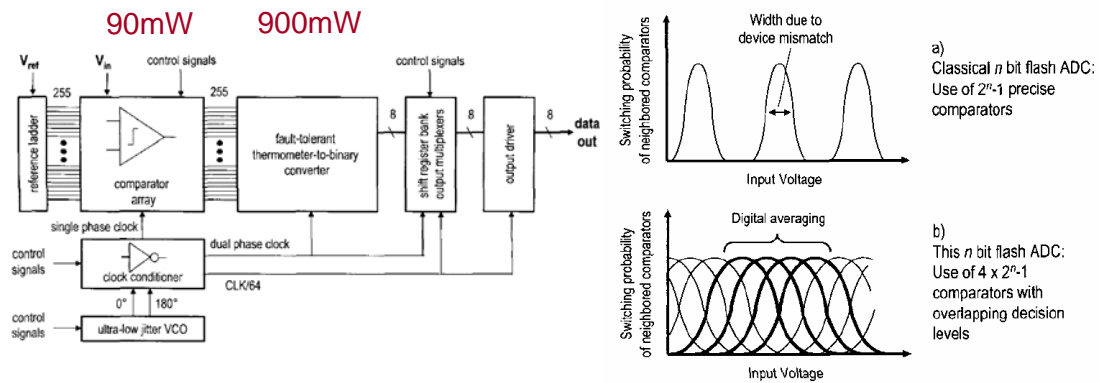 90mW
900mW
Vref
Vin
control signals
control signals
255
255
reference ladder
comparator
array
fault-tolerant
thermometer-to-binary
converter
8
shift register bank
output multiplexers
8
output driver
8
data
out
single phase clock
dual phase clock
control
signals
clock conditioner
CLK/64
0°
180°
control
signals
ultra-low jitter VCO
Switching probability
of neighbored comparators
Width due to
device mismatch
Input Voltage
a)
Classical n bit flash ADC:
Use of 2ⁿ-1 precise
comparators
Switching probability
of neighbored comparators
Digital averaging
Input Voltage
b)
This n bit flash ADC:
Use of 4 x 2ⁿ-1
comparators with
overlapping decision
levels